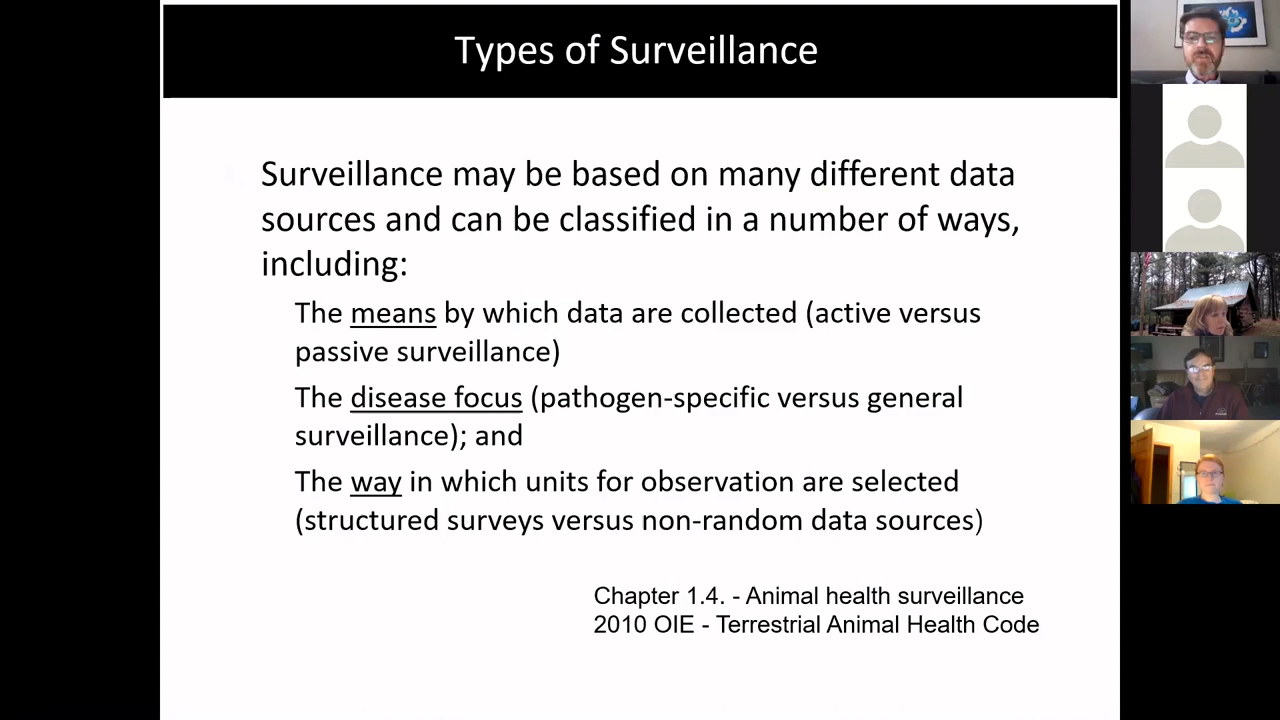 Types of Surveillance
Surveillance may be based on many different data
sources and can be classified in a number of ways,
including:
The means by which data are collected (active versus
passive surveillance)
The disease focus (pathogen-specific versus general
surveillance); and
The way in which units for observation are selected
(structured surveys versus non-random data sources)
Chapter 1.4. - Animal health surveillance
2010 OIE - Terrestrial Animal Health Code